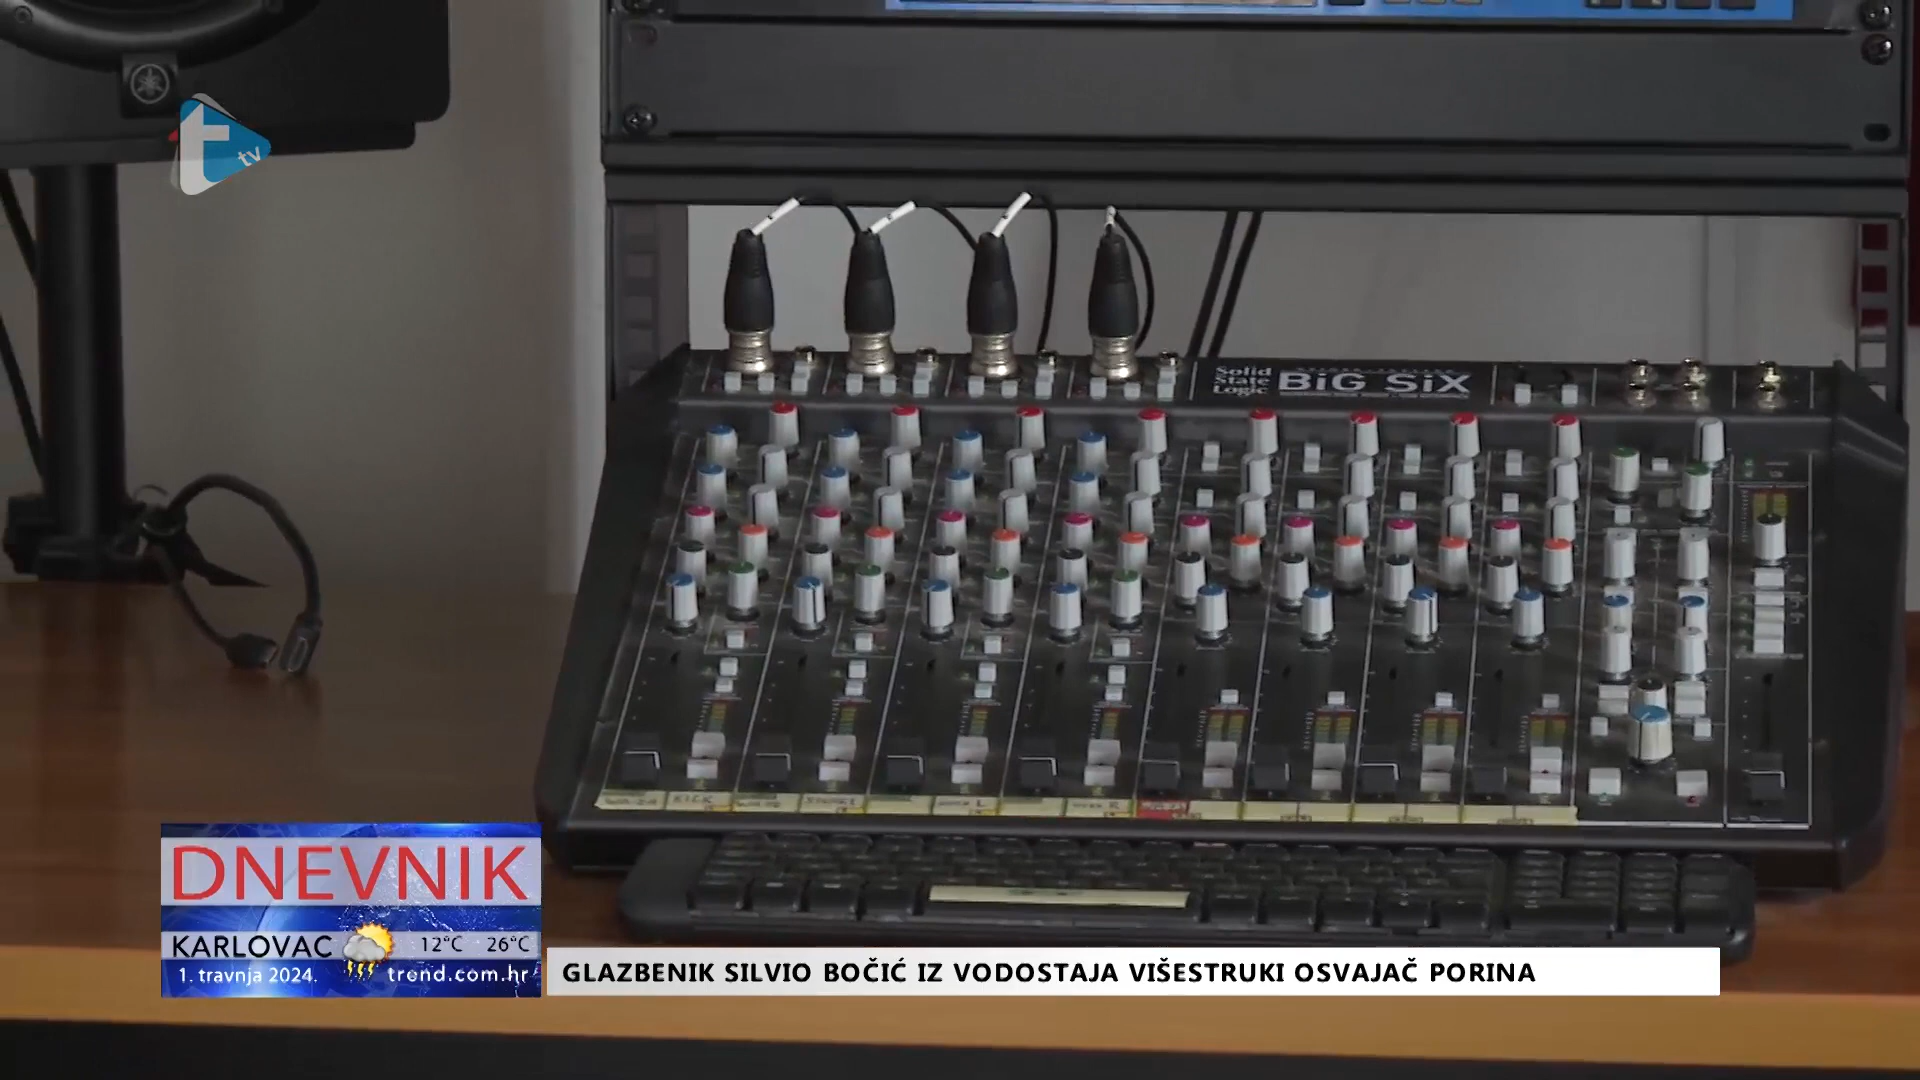 t tv
Solid
State
Logic
BiG SiX
KICK
DNEVNIK
KARLOVAC 12°C 26°C
1. travnja 2024. trend.com.hr
GLAZBENIK SILVIO BOČIĆ IZ VODOSTAJA VIŠESTRUKI OSVAJAČ PORINA